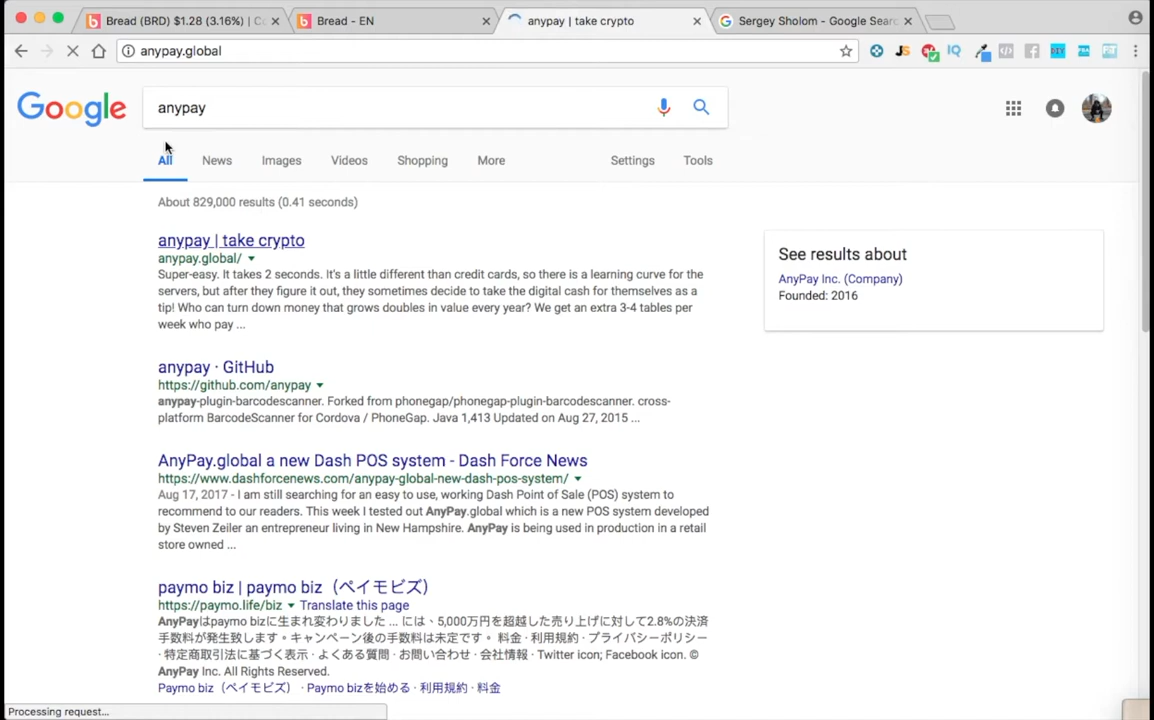 Bread (BRD) $1.28 (3.16%) | C
Bread - EN
anypay | take crypto
Sergey Sholom - Google Sear
anypay.global
JS
IQ
DIY
Google
anypay
All
News
Images
Videos
Shopping
More
Settings
Tools
About 829,000 results (0.41 seconds)
anypay | take crypto
anypay.global/
Super-easy. It takes 2 seconds. It's a little different than credit cards, so there is a learning curve for the
servers, but after they figure it out, they sometimes decide to take the digital cash for themselves as a
tip! Who can turn down money that grows doubles in value every year? We get an extra 3-4 tables per
week who pay ...
See results about
AnyPay Inc. (Company)
Founded: 2016
anypay · GitHub
https://github.com/anypay
anypay-plugin-barcodescanner. Forked from phonegap/phonegap-plugin-barcodescanner. cross-
platform BarcodeScanner for Cordova / PhoneGap. Java 1,413 Updated on Aug 27, 2015 ...
AnyPay.global a new Dash POS system - Dash Force News
https://www.dashforcenews.com/anypay-global-new-dash-pos-system/
Aug 17, 2017 - I am still searching for an easy to use, working Dash Point of Sale (POS) system to
recommend to our readers. This week I tested out AnyPay.global which is a new POS system developed
by Steven Zeiler an entrepreneur living in New Hampshire. AnyPay is being used in production in a retail
store owned ...
paymo biz | paymo biz（ペイモビズ）
https://paymo.life/biz Translate this page
AnyPayはpaymo bizに生まれ変わりました ... には、5,000万円を超越した売り上げに対して2.8%の決済
手数料が発生致します。キャンペーン後の手数料は未定です。 料金 · 利用規約 · プライバシーポリシー
· 特定商取引法に基づく表示 · よくある質問 · お問い合わせ · 会社情報 · Twitter icon; Facebook icon. ©
AnyPay Inc. All Rights Reserved.
Paymo biz（ペイモビズ） · Paymo bizを始める · 利用規約 · 料金
Processing request...